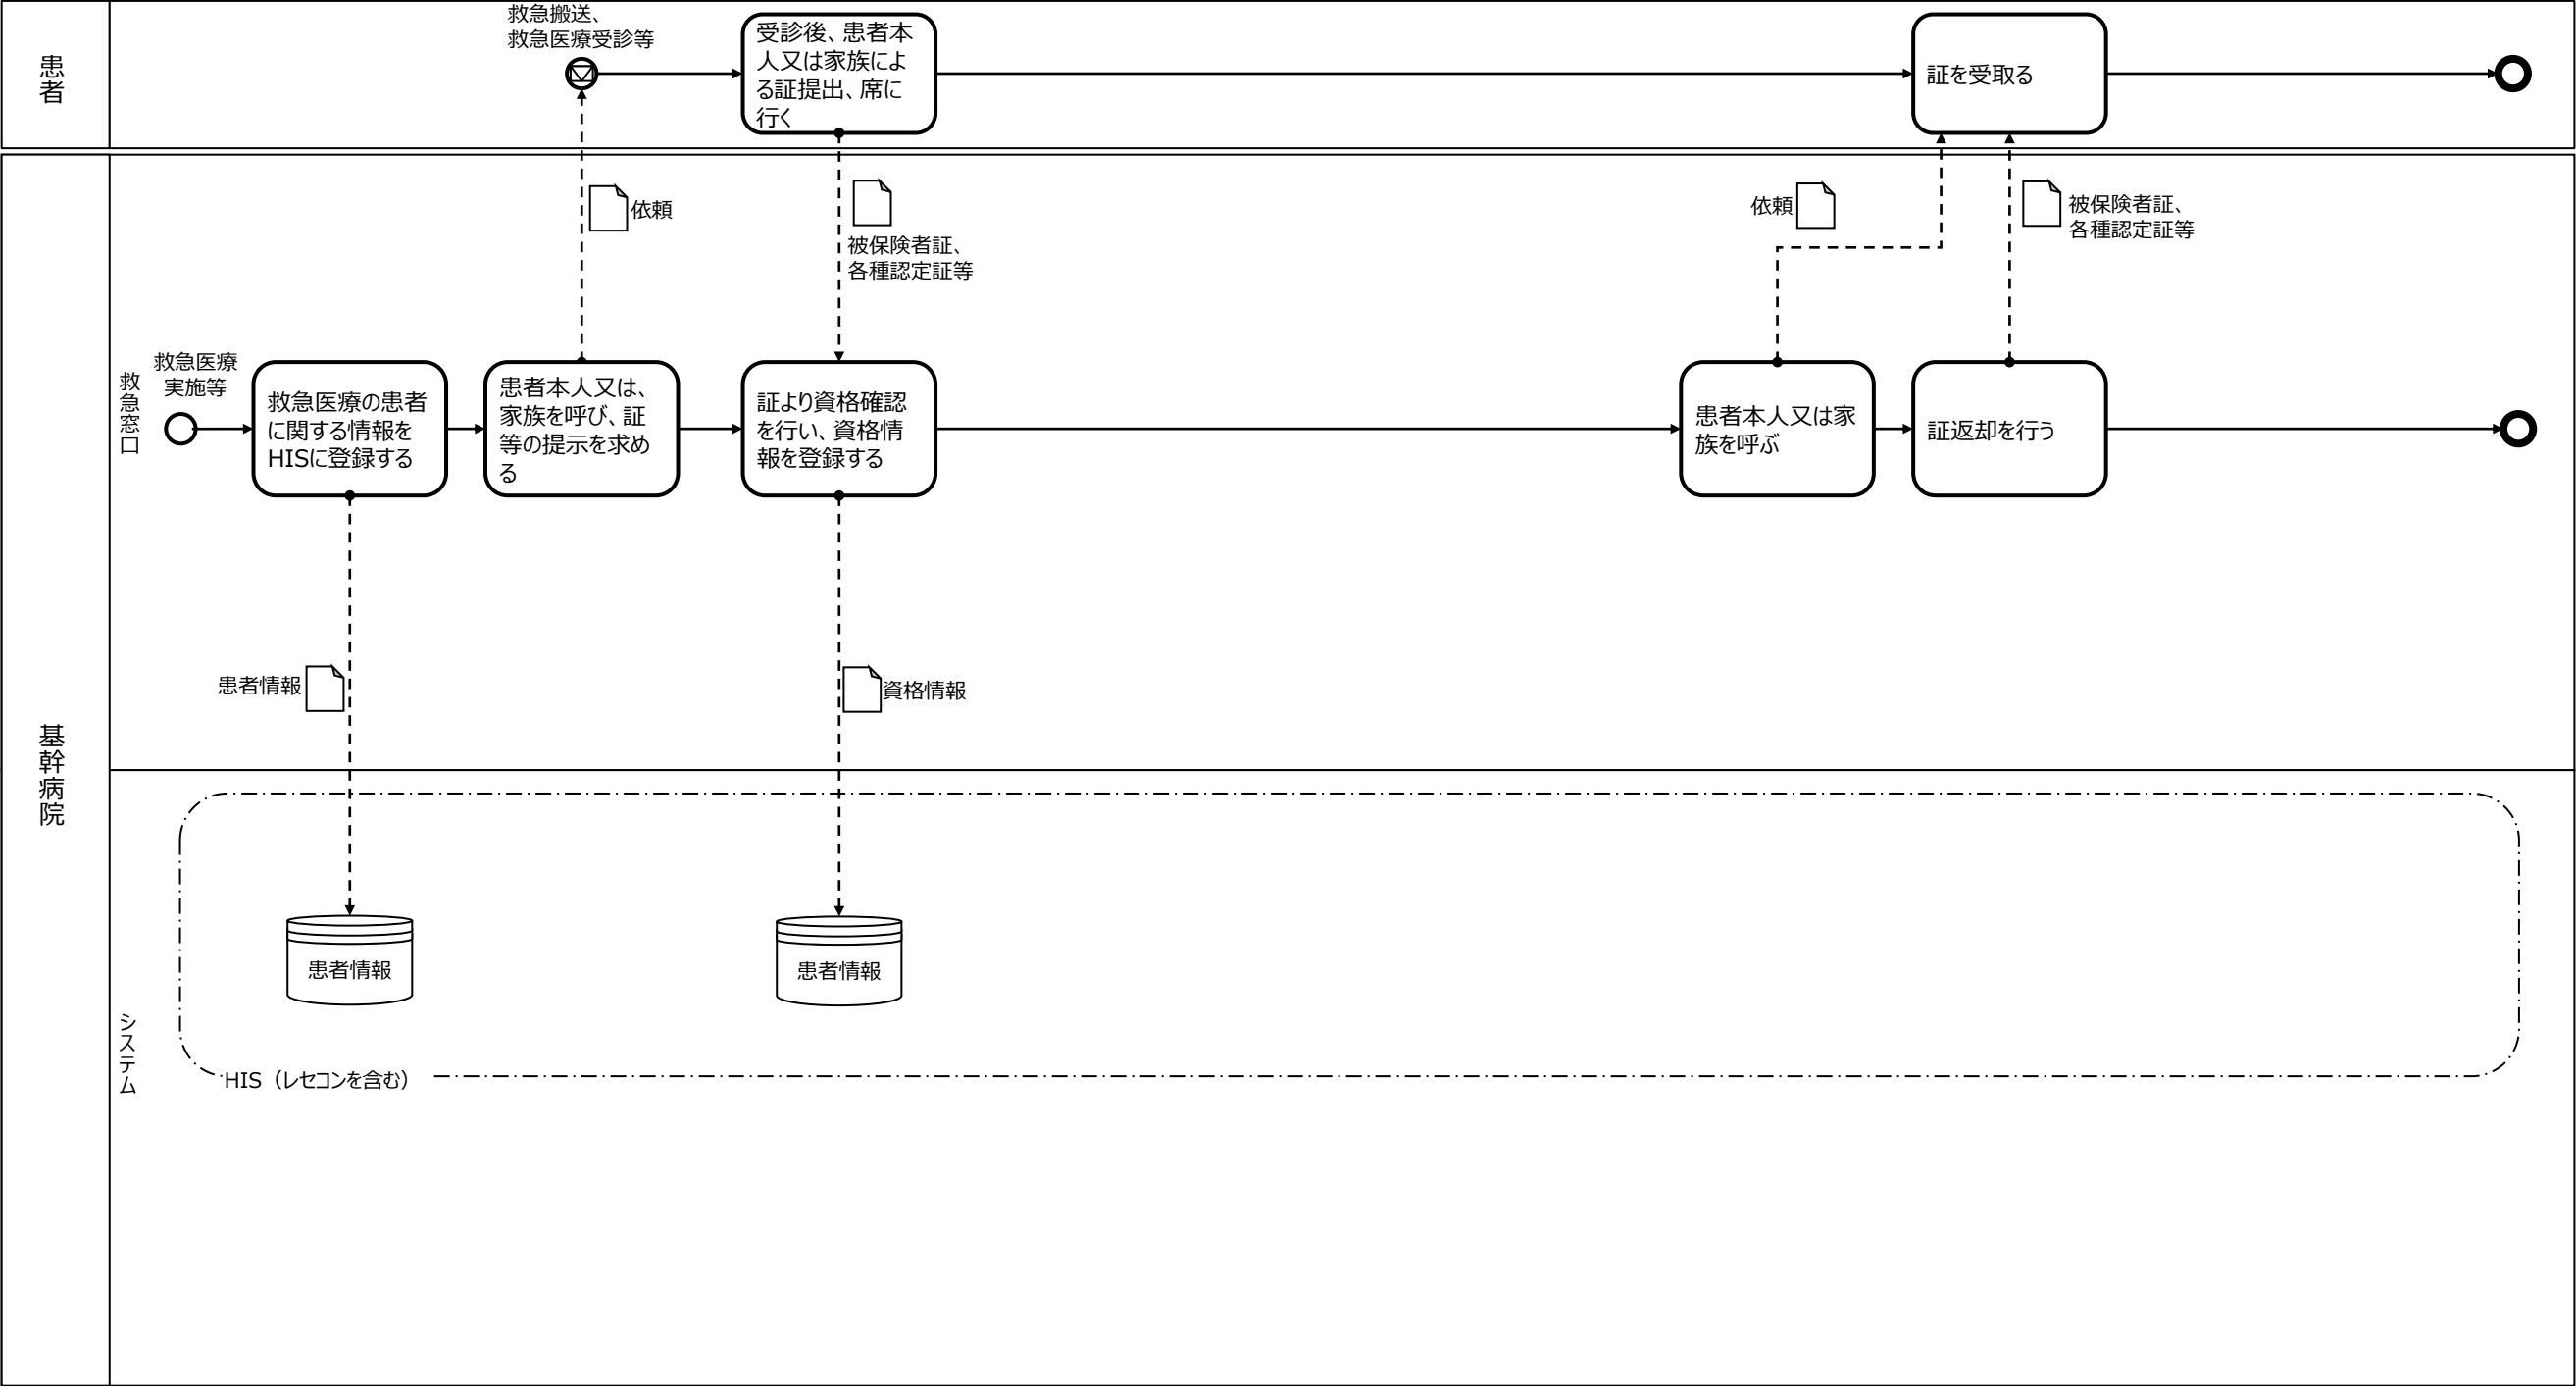 患者
救急搬送、
救急医療受診等
受診後、患者本
人又は家族によ
る証提出、席に
行く
証を受取る
基幹病院
救急窓口
依頼
被保険者証、
各種認定証等
依頼
被保険者証、
各種認定証等
救急医療
実施等
救急医療の患者
に関する情報を
HISに登録する
患者本人又は、
家族を呼び、証
等の提示を求め
る
証より資格確認
を行い、資格情
報を登録する
患者本人又は家
族を呼ぶ
証返却を行う
患者情報
資格情報
システム
患者情報
患者情報
HIS（レセコンを含む）